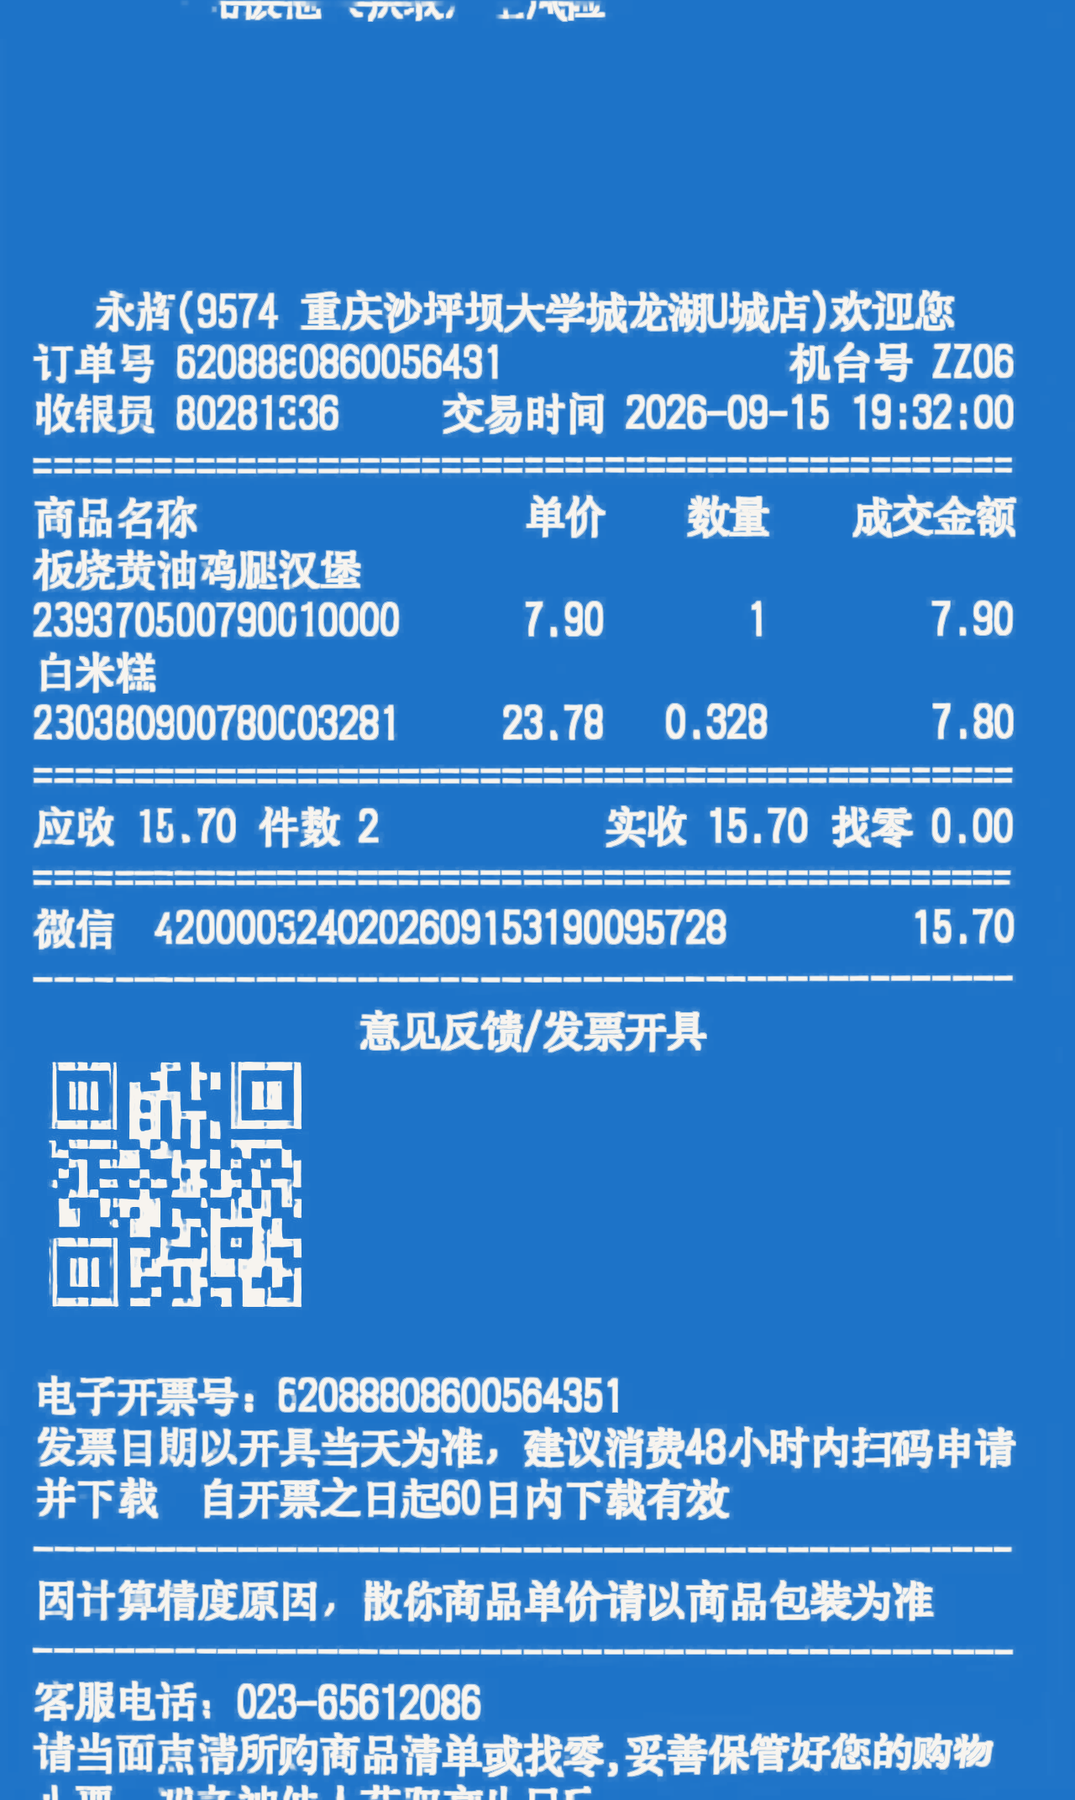 永辉(9574 重庆沙坪坝大学城龙湖U城店)欢迎您
订单号 6208880860056431 机台号 ZZ06
收银员 80281336 交易时间 2026-09-15 19:32:00
商品名称 单价 数量 成交金额
板烧黄油鸡腿汉堡
239370500790010000 7.90 1 7.90
白米糕
230380900780003281 23.78 0.328 7.80
应收 15.70 件数 2 实收 15.70 找零 0.00
微信 4200003240202609153190095728 15.70
意见反馈/发票开具
电子开票号：62088808600564351
发票日期以开具当天为准，建议消费48小时内扫码申请
并下载 自开票之日起60日内下载有效
因计算精度原因，散你商品单价请以商品包装为准
客服电话：023-65612086
请当面点清所购商品清单或找零,妥善保管好您的购物